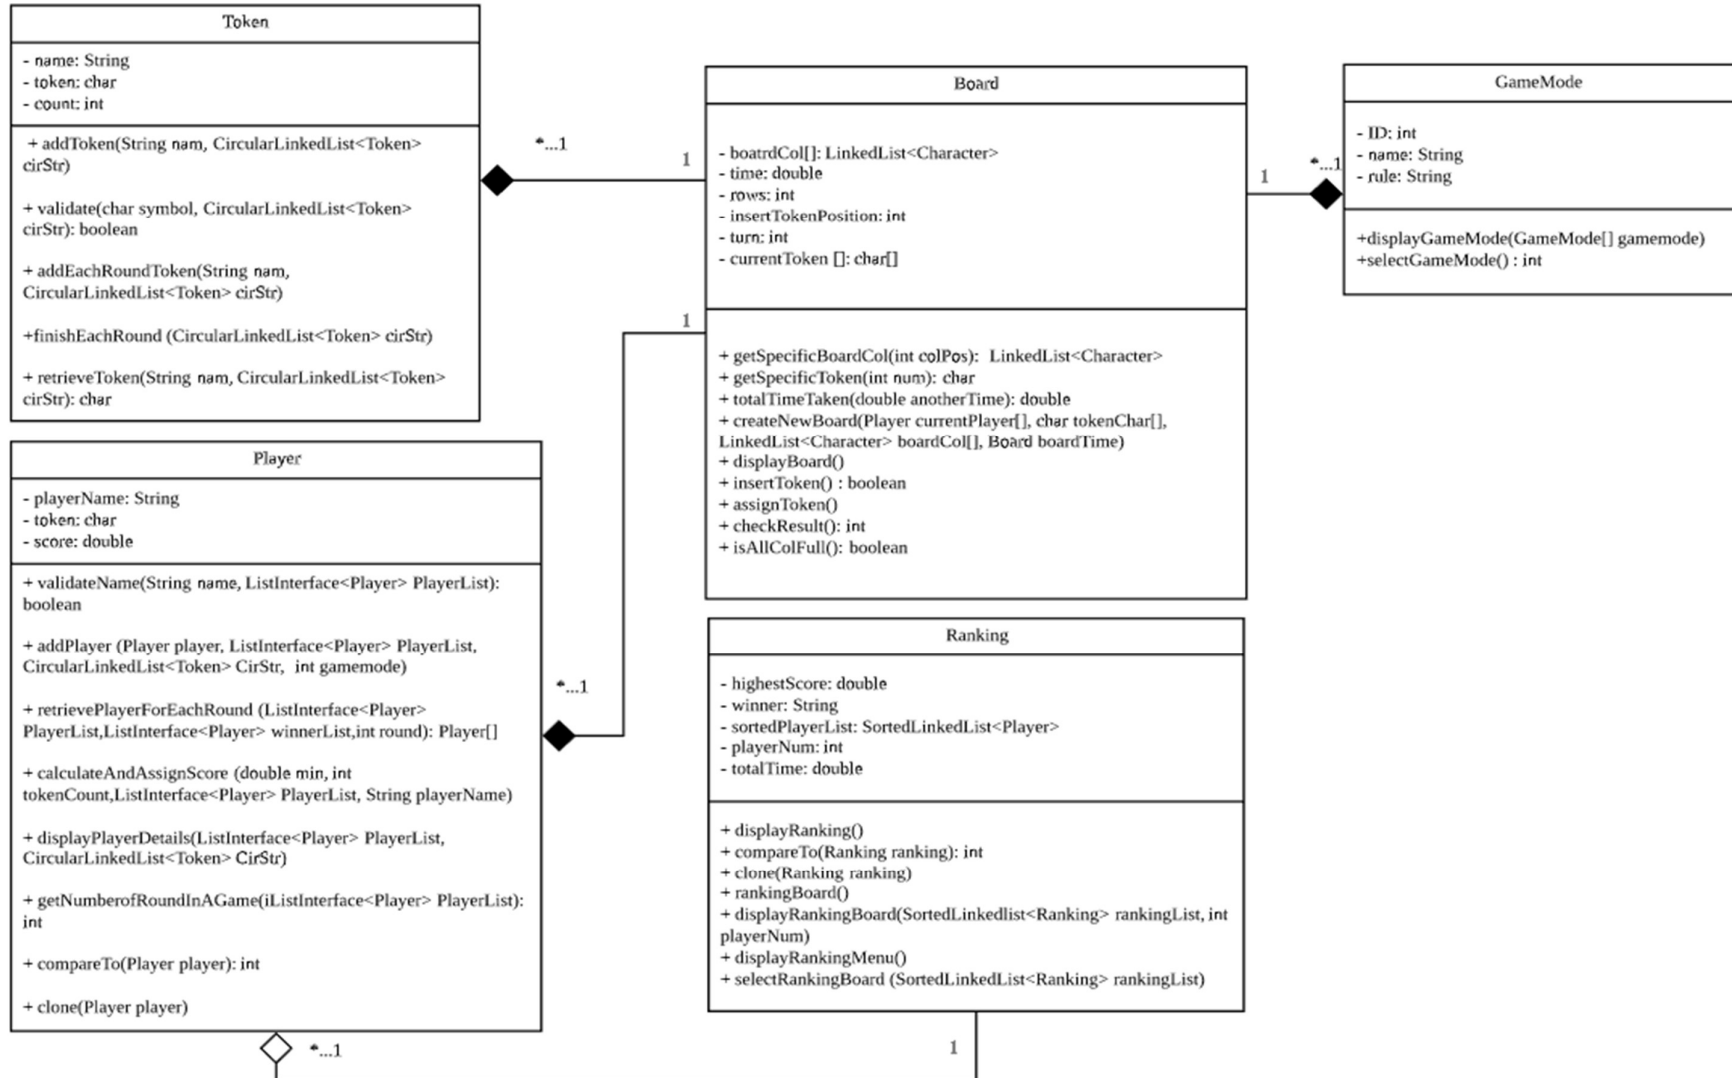 Token
- name: String
- token: char
- count: int
+ addToken(String nam, CircularLinkedList<Token>
cirStr)
+ validate(char symbol, CircularLinkedList<Token>
cirStr): boolean
+ addEachRoundToken(String nam,
CircularLinkedList<Token> cirStr)
+finishEachRound (CircularLinkedList<Token> cirStr)
+ retrieveToken(String nam, CircularLinkedList<Token>
cirStr): char
*...1
1
Board
- boatrdCol[]: LinkedList<Character>
- time: double
- rows: int
- insertTokenPosition: int
- turn: int
- currentToken []: char[]
+ getSpecificBoardCol(int colPos): LinkedList<Character>
+ getSpecificToken(int num): char
+ totalTimeTaken(double anotherTime): double
+ createNewBoard(Player currentPlayer[], char tokenChar[],
LinkedList<Character> boardCol[], Board boardTime)
+ displayBoard()
+ insertToken() : boolean
+ assignToken()
+ checkResult(): int
+ isAllColFull(): boolean
1
*...1
GameMode
- ID: int
- name: String
- rule: String
+displayGameMode(GameMode[] gamemode)
+selectGameMode() : int
1
*...1
Player
- playerName: String
- token: char
- score: double
+ validateName(String name, ListInterface<Player> PlayerList):
boolean
+ addPlayer (Player player, ListInterface<Player> PlayerList,
CircularLinkedList<Token> CirStr, int gamemode)
+ retrievePlayerForEachRound (ListInterface<Player>
PlayerList,ListInterface<Player> winnerList,int round): Player[]
+ calculateAndAssignScore (double min, int
tokenCount,ListInterface<Player> PlayerList, String playerName)
+ displayPlayerDetails(ListInterface<Player> PlayerList,
CircularLinkedList<Token> CirStr)
+ getNumberofRoundInAGame(iListInterface<Player> PlayerList):
int
+ compareTo(Player player): int
+ clone(Player player)
*...1
Ranking
- highestScore: double
- winner: String
- sortedPlayerList: SortedLinkedList<Player>
- playerNum: int
- totalTime: double
+ displayRanking()
+ compareTo(Ranking ranking): int
+ clone(Ranking ranking)
+ rankingBoard()
+ displayRankingBoard(SortedLinkedlist<Ranking> rankingList, int
playerNum)
+ displayRankingMenu()
+ selectRankingBoard (SortedLinkedList<Ranking> rankingList)
1